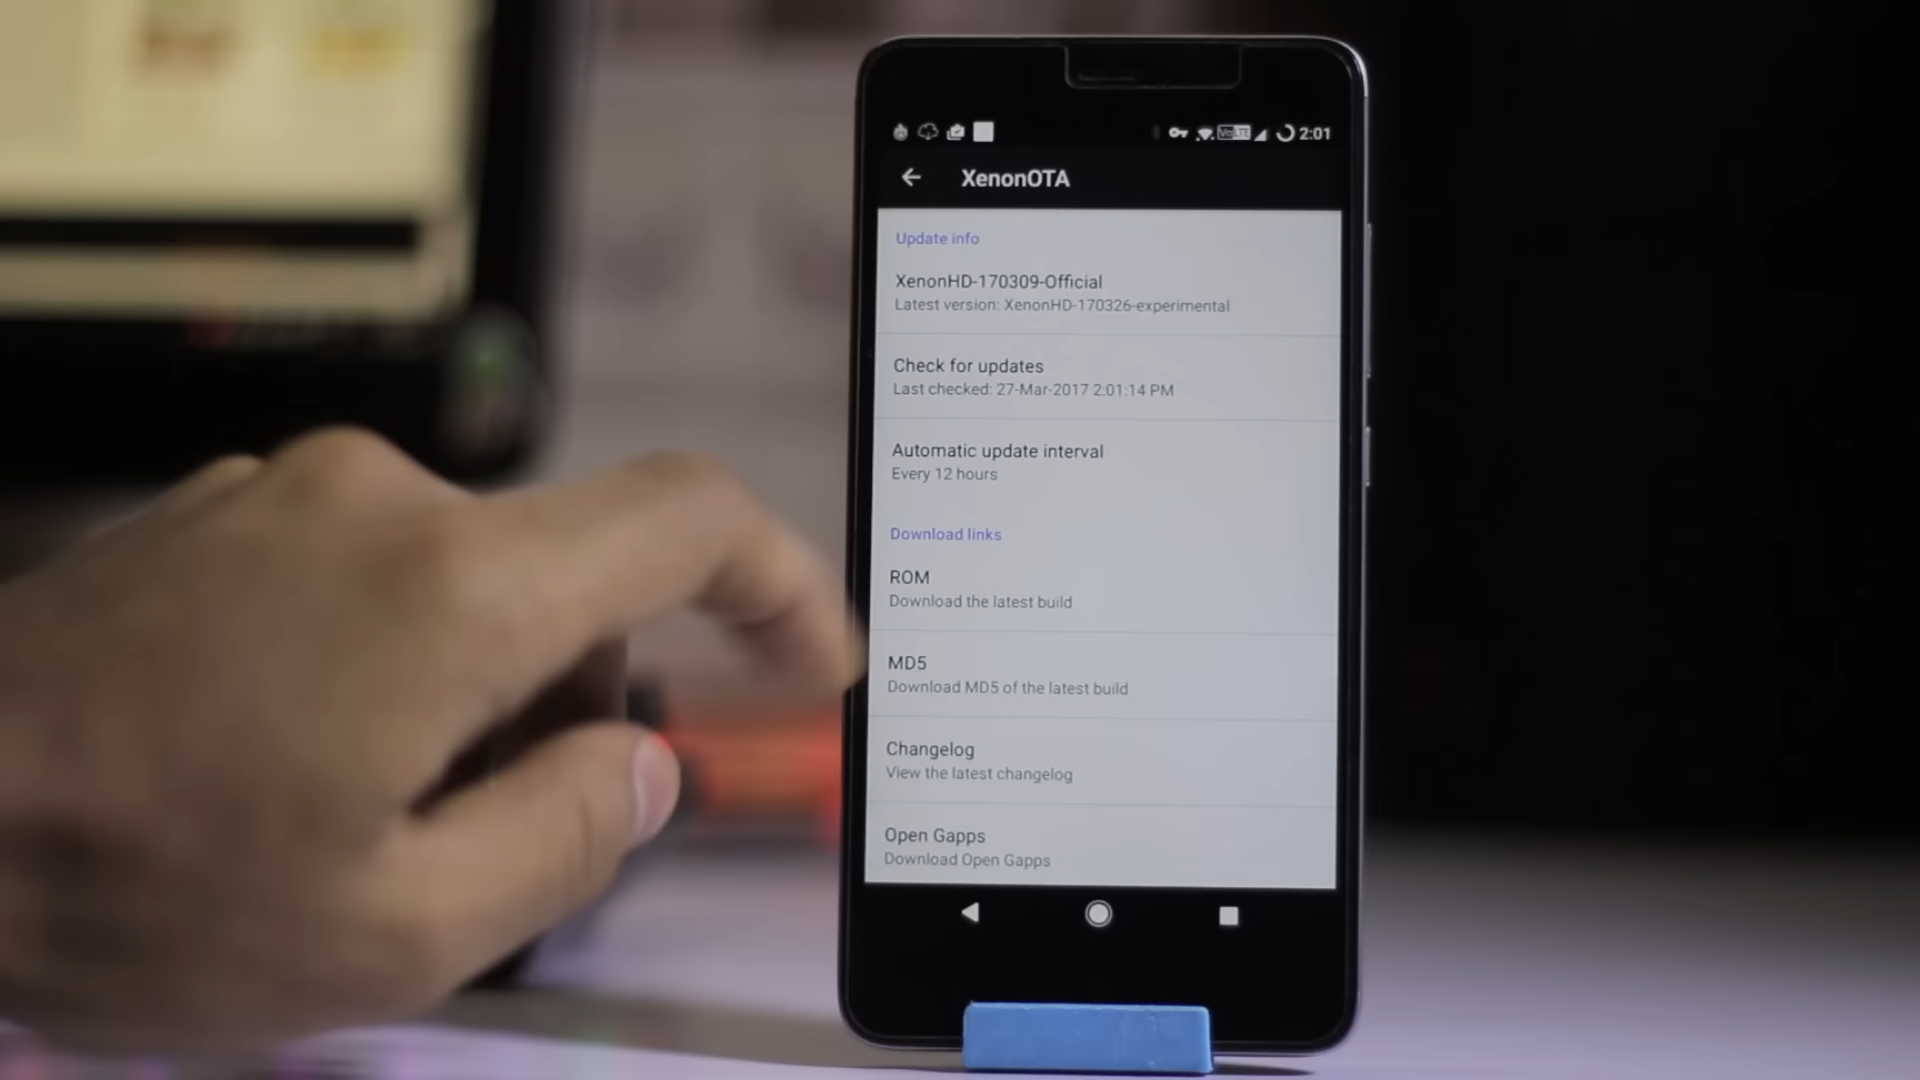 VoLTE 2:01
XenonOTA
Update info
XenonHD-170309-Official
Latest version: XenonHD-170326-experimental
Check for updates
Last checked: 27-Mar-2017 2:01:14 PM
Automatic update interval
Every 12 hours
Download links
ROM
Download the latest build
MD5
Download MD5 of the latest build
Changelog
View the latest changelog
Open Gapps
Download Open Gapps